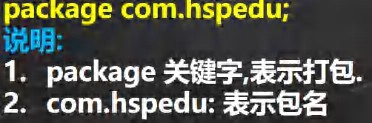 package com.hspedu;
说明:
1. package 关键字,表示打包.
2. com.hspedu: 表示包名